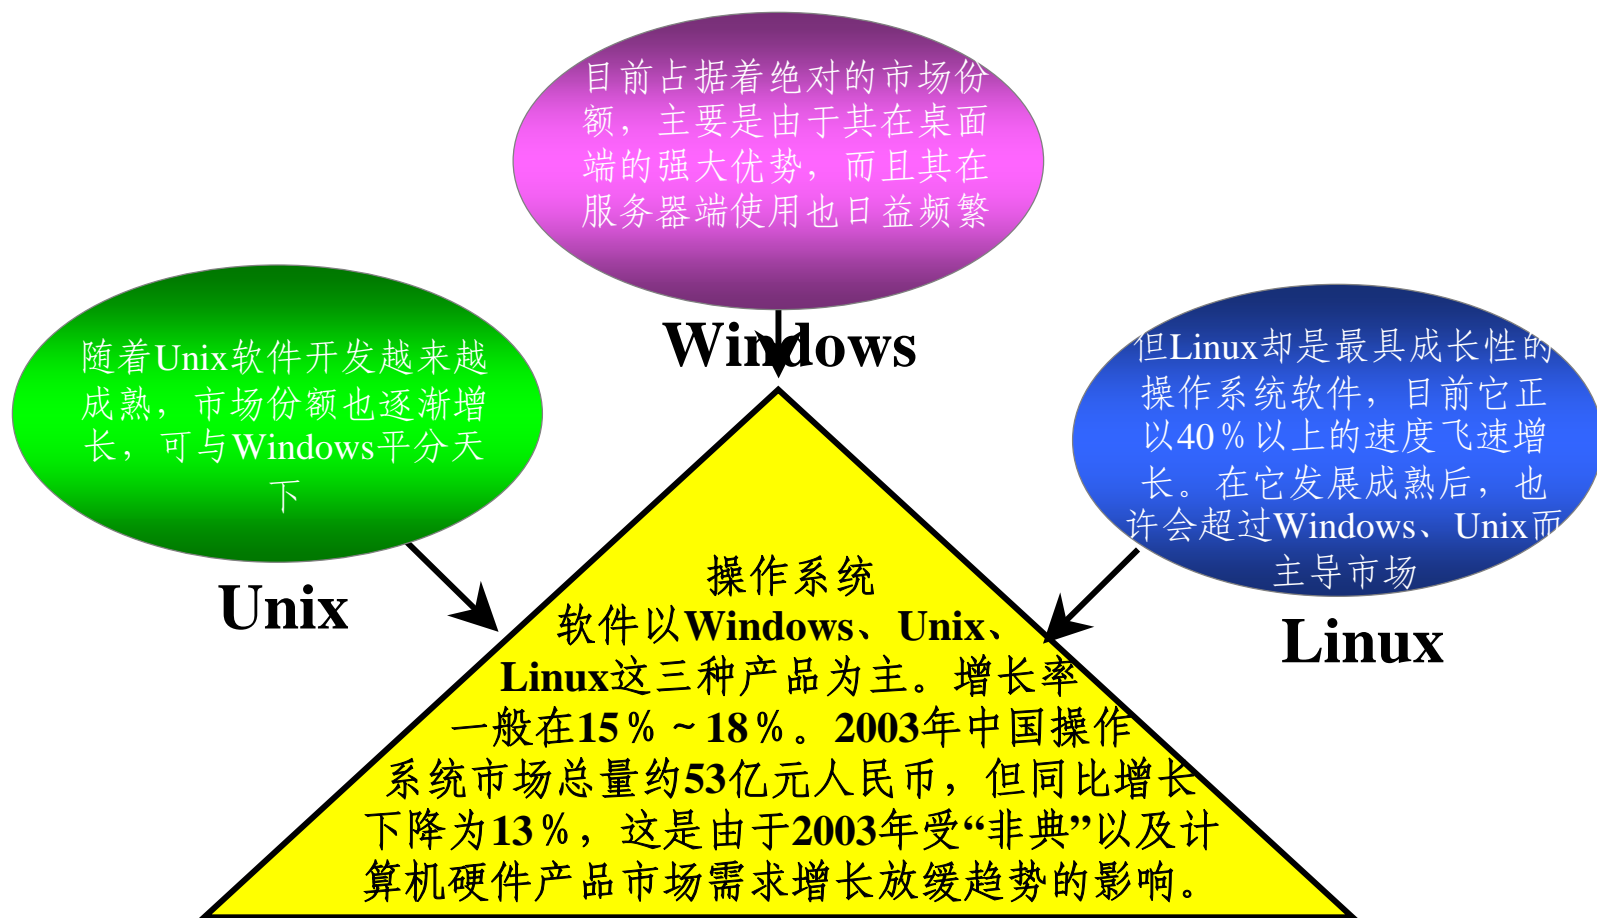 目前占据着绝对的市场份
额，主要是由于其在桌面
端的强大优势，而且其在
服务器端使用也日益频繁
Windows
随着Unix软件开发越来越
成熟，市场份额也逐渐增
长，可与Windows平分天
下
Unix
但Linux却是最具成长性的
操作系统软件，目前它正
以40％以上的速度飞速增
长。在它发展成熟后，也
许会超过Windows、Unix而
主导市场
Linux
操作系统
软件以Windows、Unix、
Linux这三种产品为主。增长率
一般在15％～18％。2003年中国操作
系统市场总量约53亿元人民币，但同比增长
下降为13％，这是由于2003年受“非典”以及计
算机硬件产品市场需求增长放缓趋势的影响。